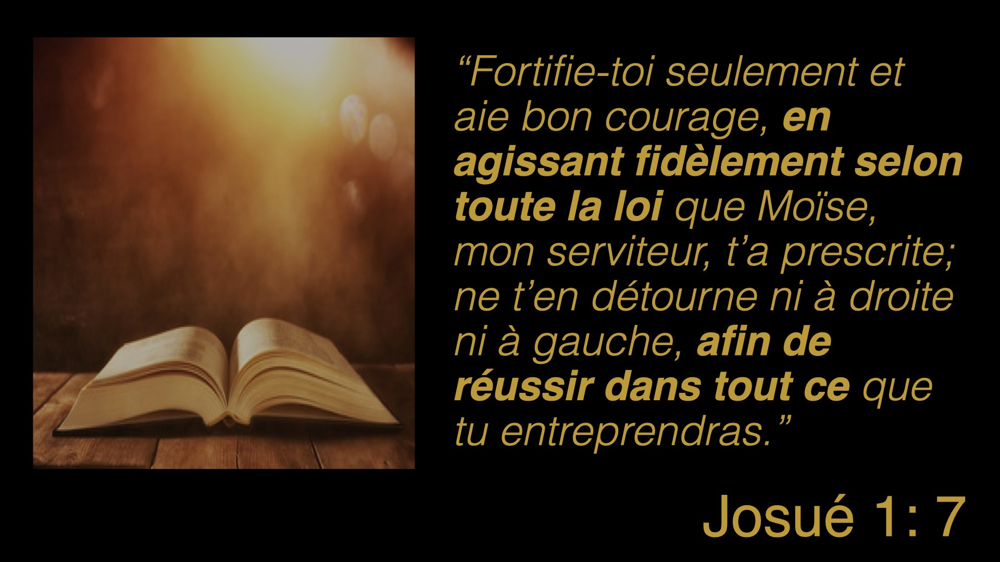 “Fortifie-toi seulement et
aie bon courage, en
agissant fidèlement selon
toute la loi que Moïse,
mon serviteur, t’a prescrite;
ne t’en détourne ni à droite
ni à gauche, afin de
réussir dans tout ce que
tu entreprendras.”
Josué 1: 7